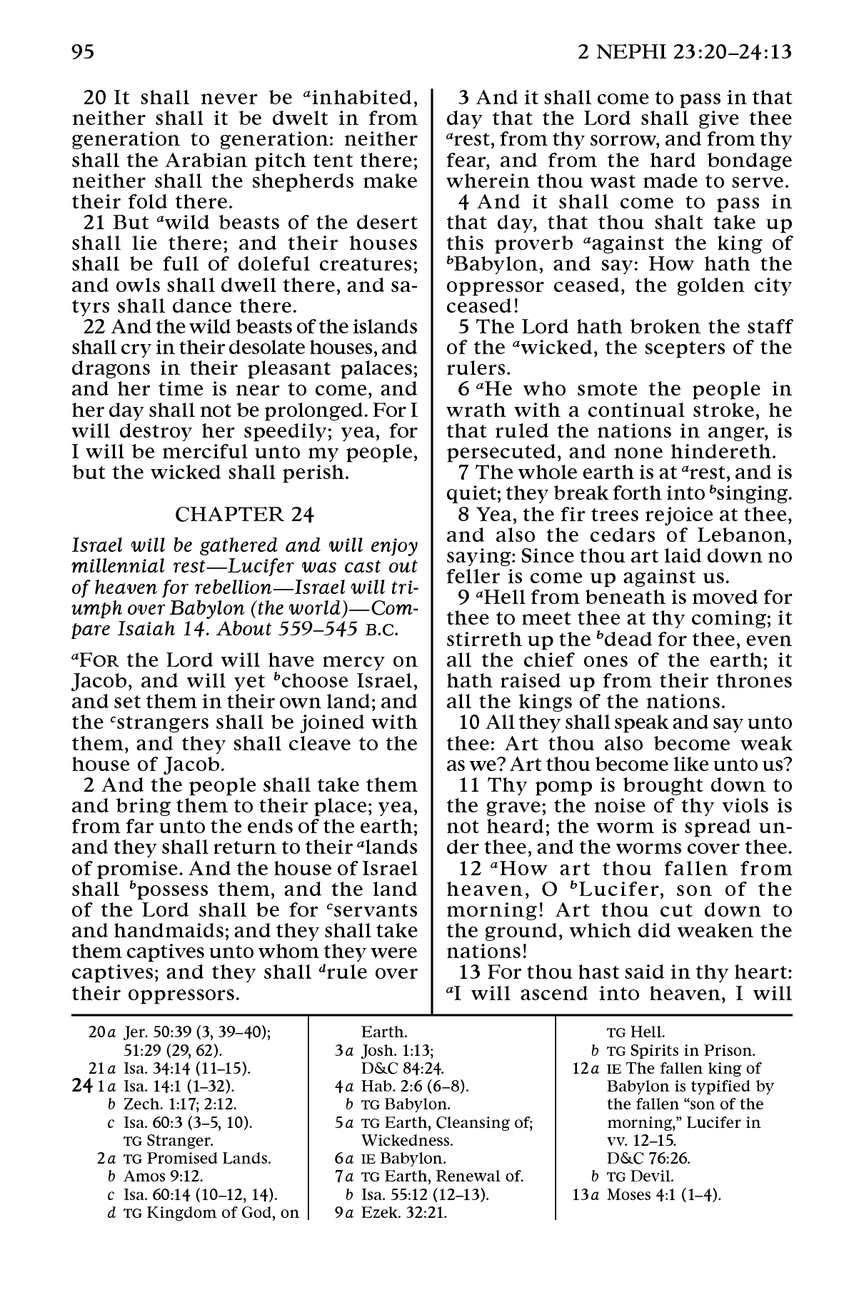 95
2 NEPHI 23:20–24:13
20 It shall never be ᵃinhabited,
neither shall it be dwelt in from
generation to generation: neither
shall the Arabian pitch tent there;
neither shall the shepherds make
their fold there.
21 But ᵃwild beasts of the desert
shall lie there; and their houses
shall be full of doleful creatures;
and owls shall dwell there, and sa-
tyrs shall dance there.
22 And the wild beasts of the islands
shall cry in their desolate houses, and
dragons in their pleasant palaces;
and her time is near to come, and
her day shall not be prolonged. For I
will destroy her speedily; yea, for
I will be merciful unto my people,
but the wicked shall perish.
CHAPTER 24
Israel will be gathered and will enjoy
millennial rest—Lucifer was cast out
of heaven for rebellion—Israel will tri-
umph over Babylon (the world)—Com-
pare Isaiah 14. About 559–545 B.C.
ᵃFOR the Lord will have mercy on
Jacob, and will yet ᵇchoose Israel,
and set them in their own land; and
the ᶜstrangers shall be joined with
them, and they shall cleave to the
house of Jacob.
2 And the people shall take them
and bring them to their place; yea,
from far unto the ends of the earth;
and they shall return to their ᵃlands
of promise. And the house of Israel
shall ᵇpossess them, and the land
of the Lord shall be for ᶜservants
and handmaids; and they shall take
them captives unto whom they were
captives; and they shall ᵈrule over
their oppressors.
3 And it shall come to pass in that
day that the Lord shall give thee
ᵃrest, from thy sorrow, and from thy
fear, and from the hard bondage
wherein thou wast made to serve.
4 And it shall come to pass in
that day, that thou shalt take up
this proverb ᵃagainst the king of
ᵇBabylon, and say: How hath the
oppressor ceased, the golden city
ceased!
5 The Lord hath broken the staff
of the ᵃwicked, the scepters of the
rulers.
6 ᵃHe who smote the people in
wrath with a continual stroke, he
that ruled the nations in anger, is
persecuted, and none hindereth.
7 The whole earth is at ᵃrest, and is
quiet; they break forth into ᵇsinging.
8 Yea, the fir trees rejoice at thee,
and also the cedars of Lebanon,
saying: Since thou art laid down no
feller is come up against us.
9 ᵃHell from beneath is moved for
thee to meet thee at thy coming; it
stirreth up the ᵇdead for thee, even
all the chief ones of the earth; it
hath raised up from their thrones
all the kings of the nations.
10 All they shall speak and say unto
thee: Art thou also become weak
as we? Art thou become like unto us?
11 Thy pomp is brought down to
the grave; the noise of thy viols is
not heard; the worm is spread un-
der thee, and the worms cover thee.
12 ᵃHow art thou fallen from
heaven, O ᵇLucifer, son of the
morning! Art thou cut down to
the ground, which did weaken the
nations!
13 For thou hast said in thy heart:
ᵃI will ascend into heaven, I will
20a Jer. 50:39 (3, 39–40);
51:29 (29, 62).
21a Isa. 34:14 (11–15).
24 1a Isa. 14:1 (1–32).
b Zech. 1:17; 2:12.
c Isa. 60:3 (3–5, 10).
TG Stranger.
2a TG Promised Lands.
b Amos 9:12.
c Isa. 60:14 (10–12, 14).
d TG Kingdom of God, on
Earth.
3a Josh. 1:13;
D&C 84:24.
4a Hab. 2:6 (6–8).
b TG Babylon.
5a TG Earth, Cleansing of;
Wickedness.
6a IE Babylon.
7a TG Earth, Renewal of.
b Isa. 55:12 (12–13).
9a Ezek. 32:21.
TG Hell.
b TG Spirits in Prison.
12a IE The fallen king of
Babylon is typified by
the fallen “son of the
morning,” Lucifer in
vv. 12–15.
D&C 76:26.
b TG Devil.
13a Moses 4:1 (1–4).